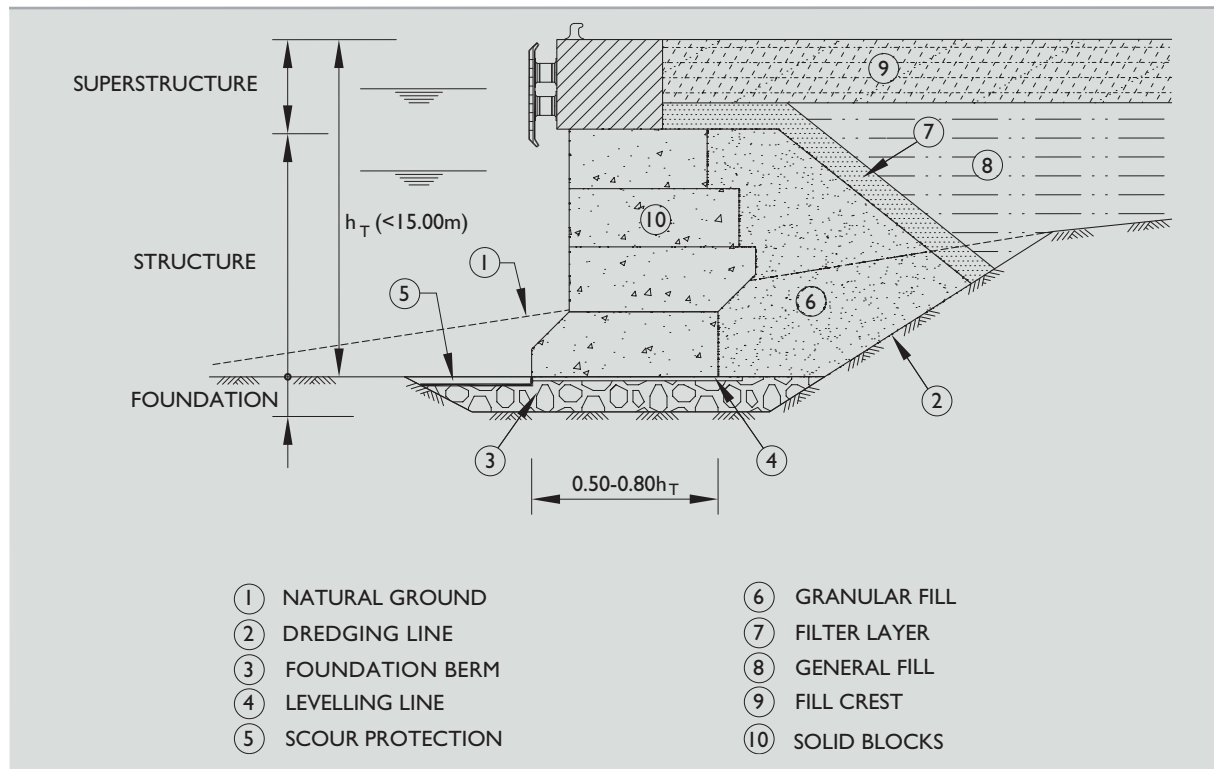 SUPERSTRUCTURE
9
7
8
h T (<15.00m)
10
STRUCTURE
1
5
6
FOUNDATION
2
3
4
0.50-0.80h T
1 NATURAL GROUND
2 DREDGING LINE
3 FOUNDATION BERM
4 LEVELLING LINE
5 SCOUR PROTECTION
6 GRANULAR FILL
7 FILTER LAYER
8 GENERAL FILL
9 FILL CREST
10 SOLID BLOCKS